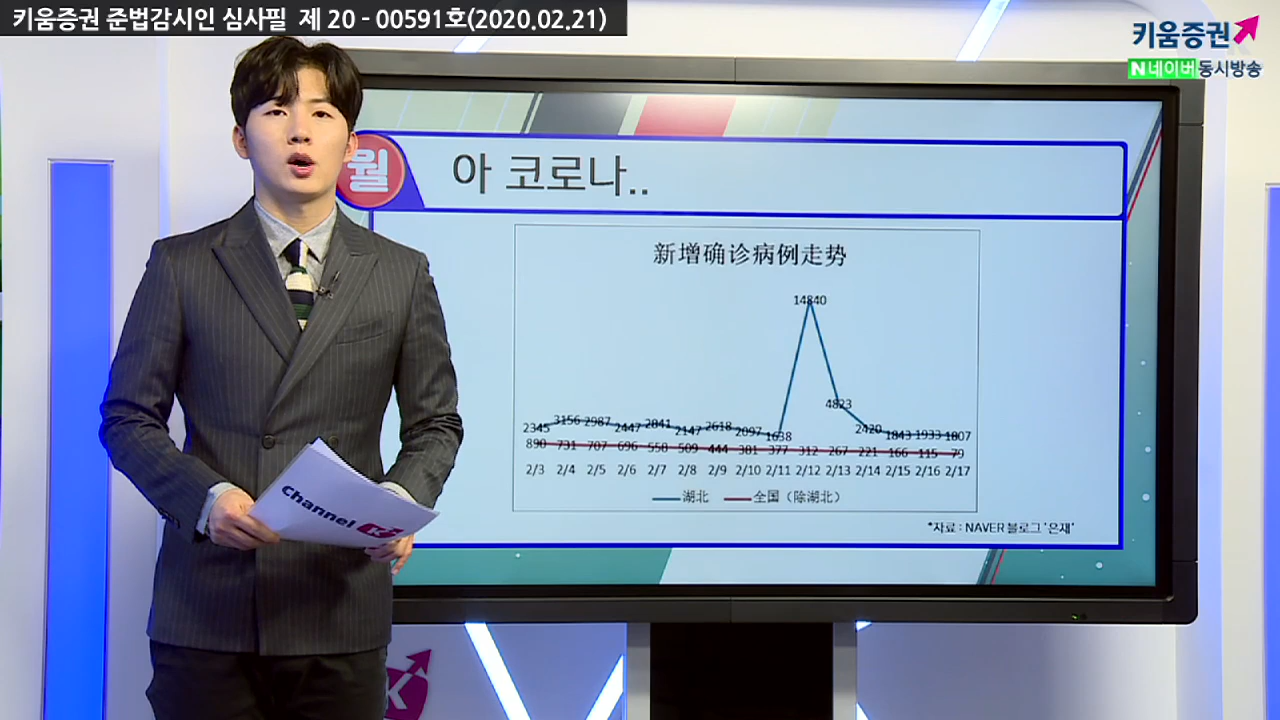 키움증권 준법감시인 심사필 제 20 - 00591호(2020.02.21)
키움증권
N 네이버 동시방송
월
아 코로나..
新增确诊病例走势
14840
4823
2345 3156 2987 2447 2841 2147 2618 2097 1638 2420 1843 1933 1807
890 731 707 696 558 509 444 381 377 312 267 221 166 115 79
2/3 2/4 2/5 2/6 2/7 2/8 2/9 2/10 2/11 2/12 2/13 2/14 2/15 2/16 2/17
湖北 全国（除湖北）
*자료 : NAVER 블로그 '은재'
Channel K
K